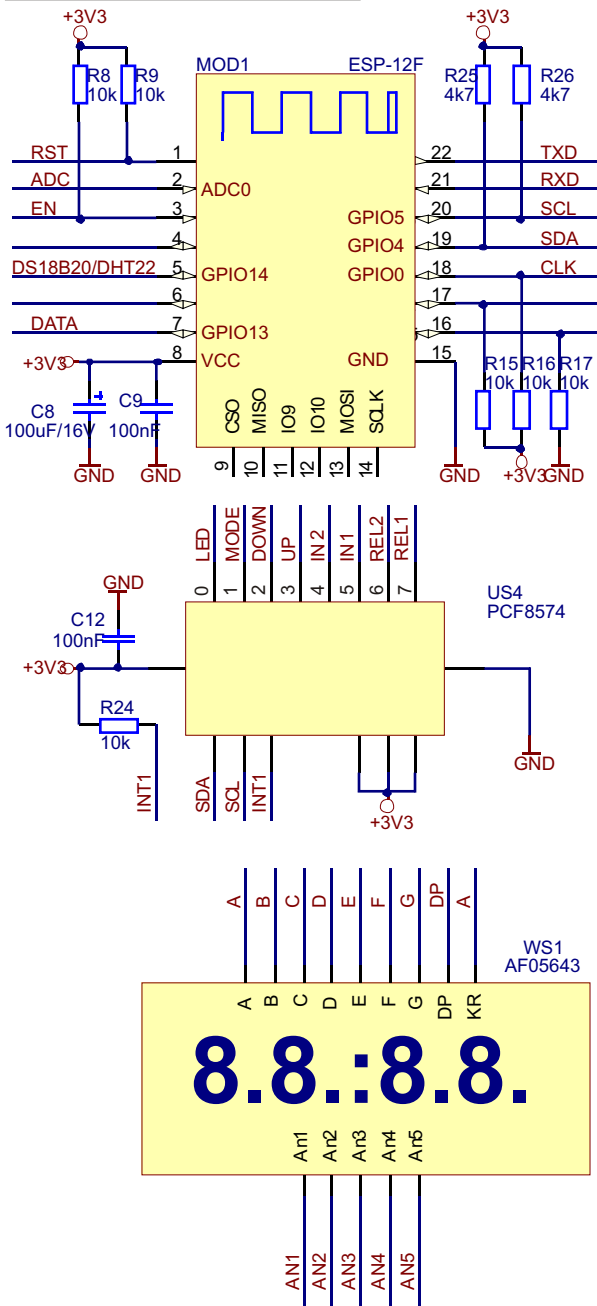 +3V3
+3V3
MOD1
ESP-12F
R8
10k
R9
10k
R25
4k7
R26
4k7
RST
1
22
TXD
ADC
2
ADC0
21
RXD
EN
3
GPIO5
20
SCL
4
GPIO4
19
SDA
DS18B20/DHT22
5
GPIO14
GPIO0
18
CLK
6
17
DATA
7
GPIO13
16
+3V3
8
VCC
GND
15
R15
10k
R16
10k
R17
10k
C8
100uF/16V
C9
100nF
CSO
MISO
IO9
IO10
MOSI
SCLK
GND
GND
9
10
11
12
13
14
GND
+3V3
GND
LED
MODE
DOWN
UP
IN2
IN1
REL2
REL1
0
1
2
3
4
5
6
7
GND
US4
PCF8574
C12
100nF
+3V3
R24
10k
GND
INT1
SDA
SCL
INT1
+3V3
A
B
C
D
E
F
G
DP
A
WS1
AF05643
A
B
C
D
E
F
G
DP
KR
8.8.:8.8.
An1
An2
An3
An4
An5
AN1
AN2
AN3
AN4
AN5